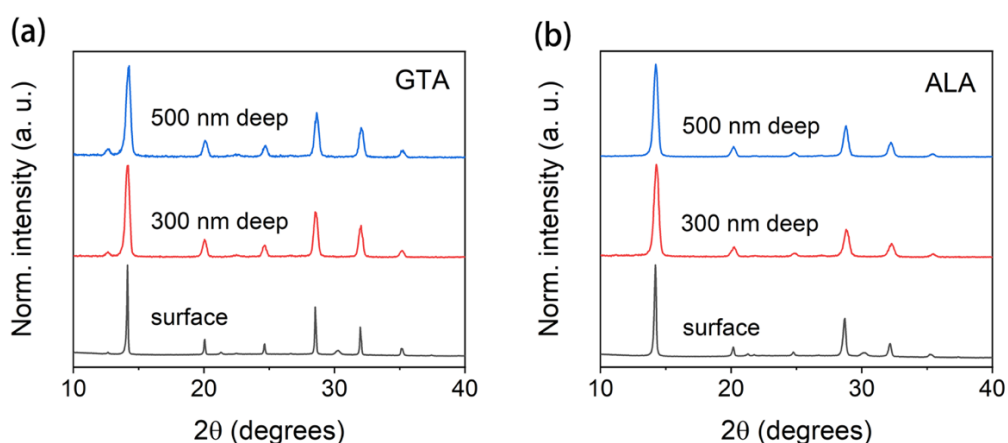 (a)
GTA
500 nm deep
300 nm deep
surface
Norm. intensity (a. u.)
10 20 30 40
2θ (degrees)
(b)
ALA
500 nm deep
300 nm deep
surface
Norm. intensity (a. u.)
10 20 30 40
2θ (degrees)